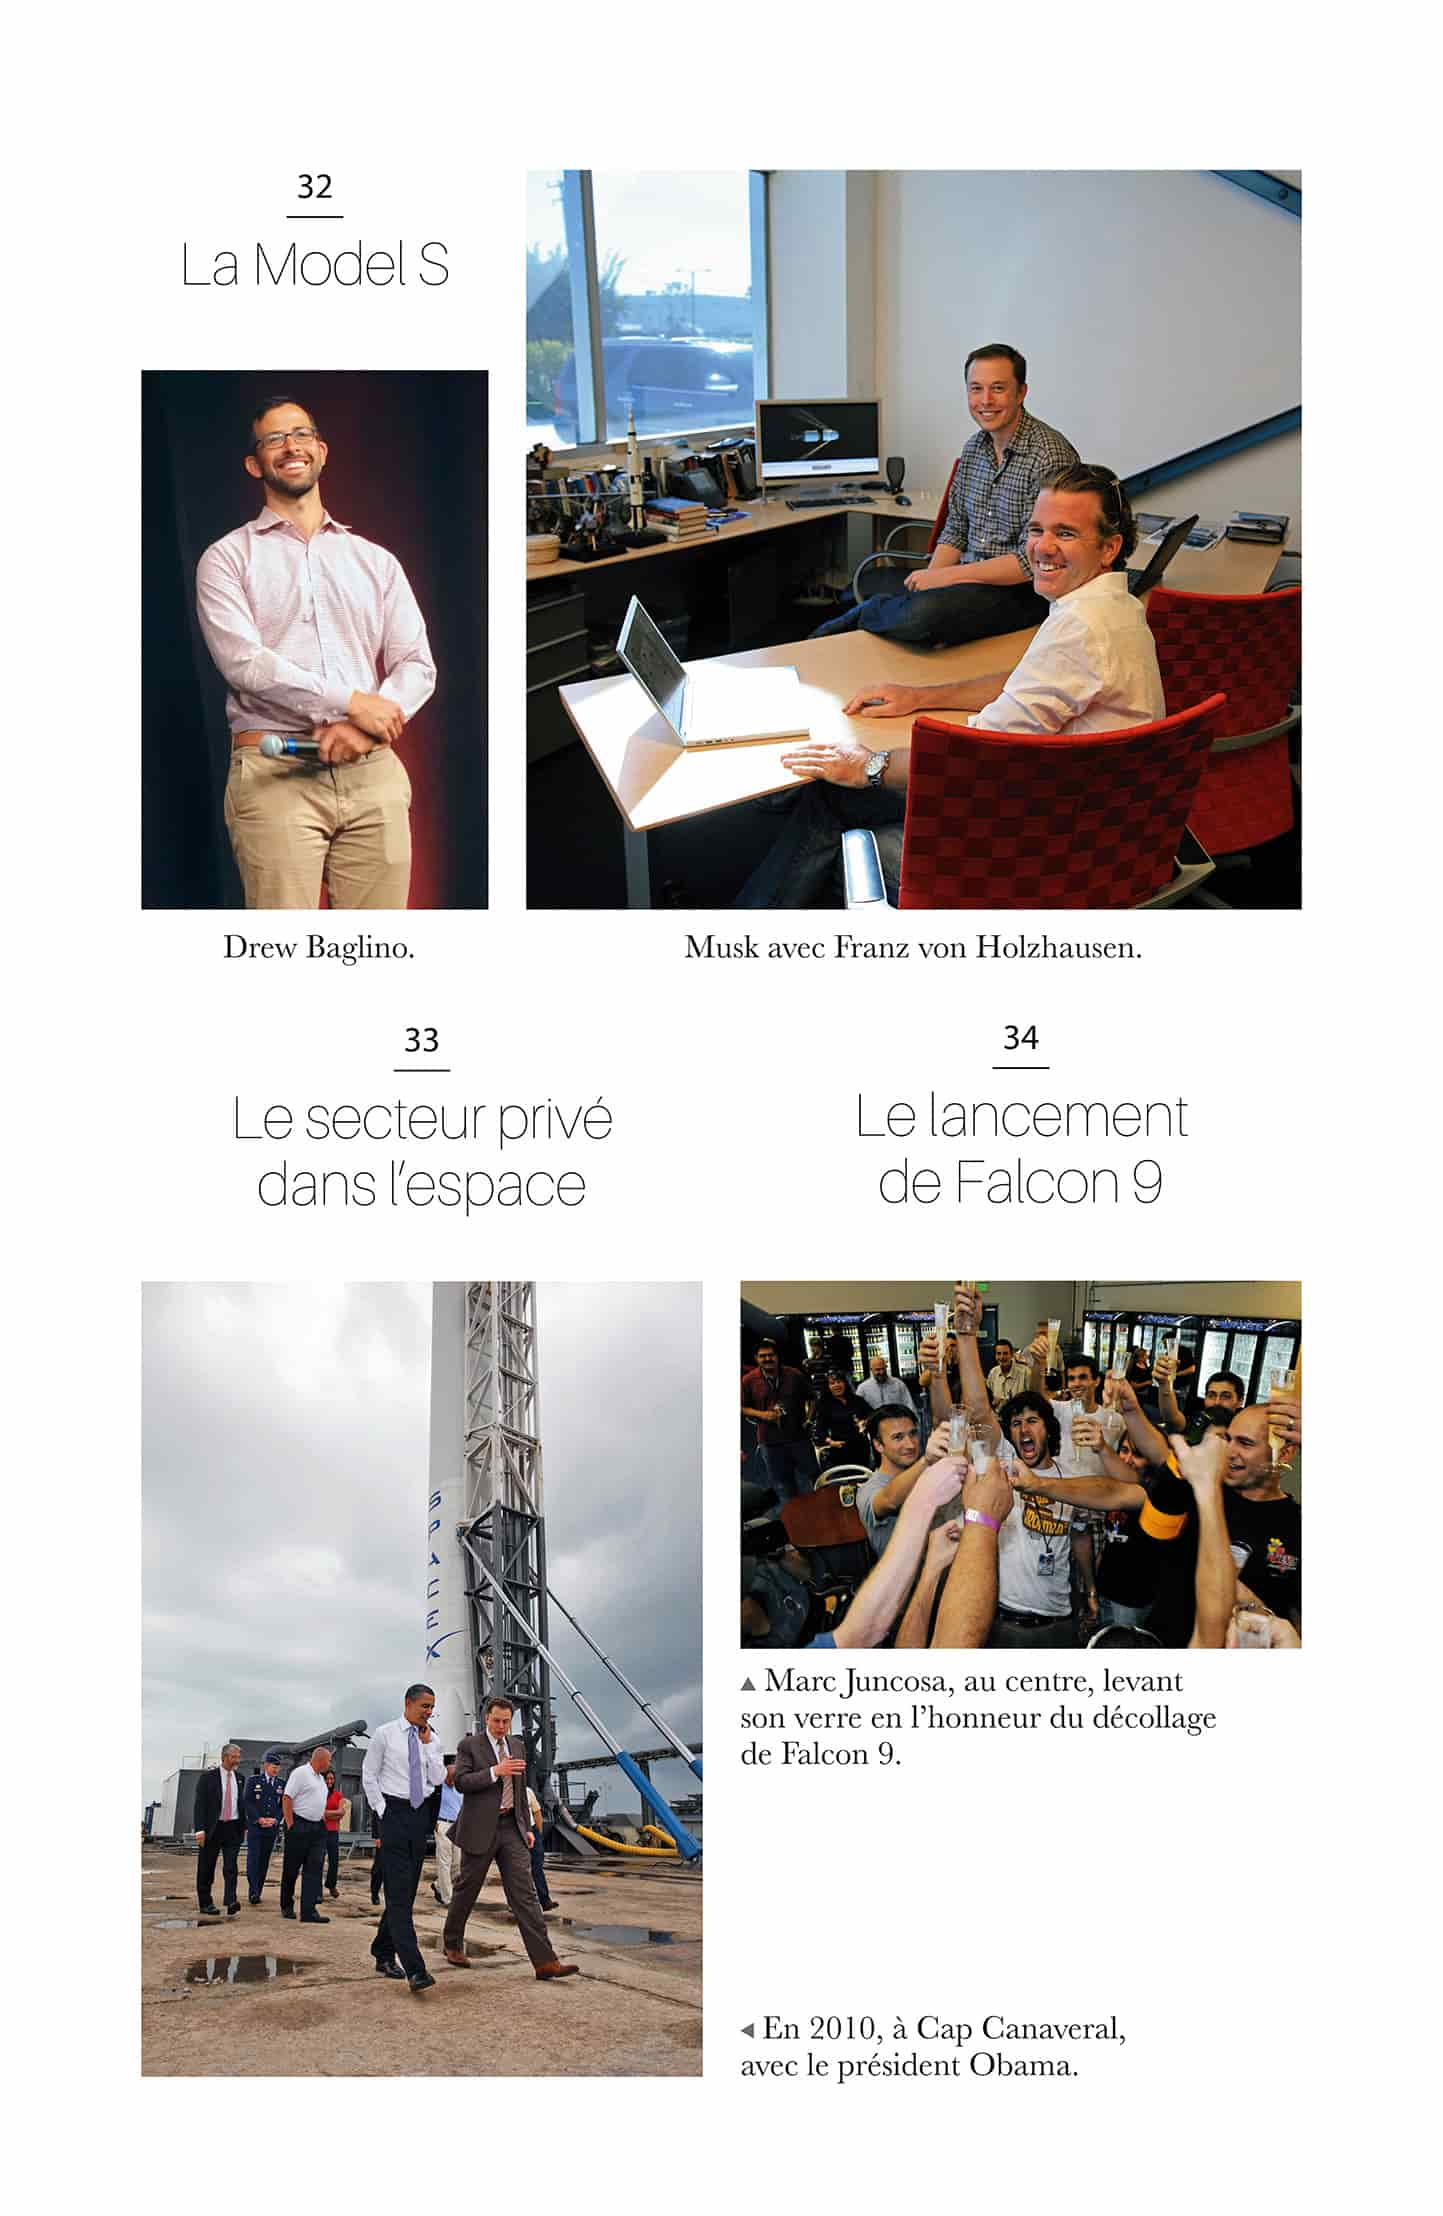 32
La Model S
Drew Baglino.
Musk avec Franz von Holzhausen.
33
Le secteur privé
dans l'espace
34
Le lancement
de Falcon 9
SPACEX
▲ Marc Juncosa, au centre, levant
son verre en l'honneur du décollage
de Falcon 9.
◄ En 2010, à Cap Canaveral,
avec le président Obama.